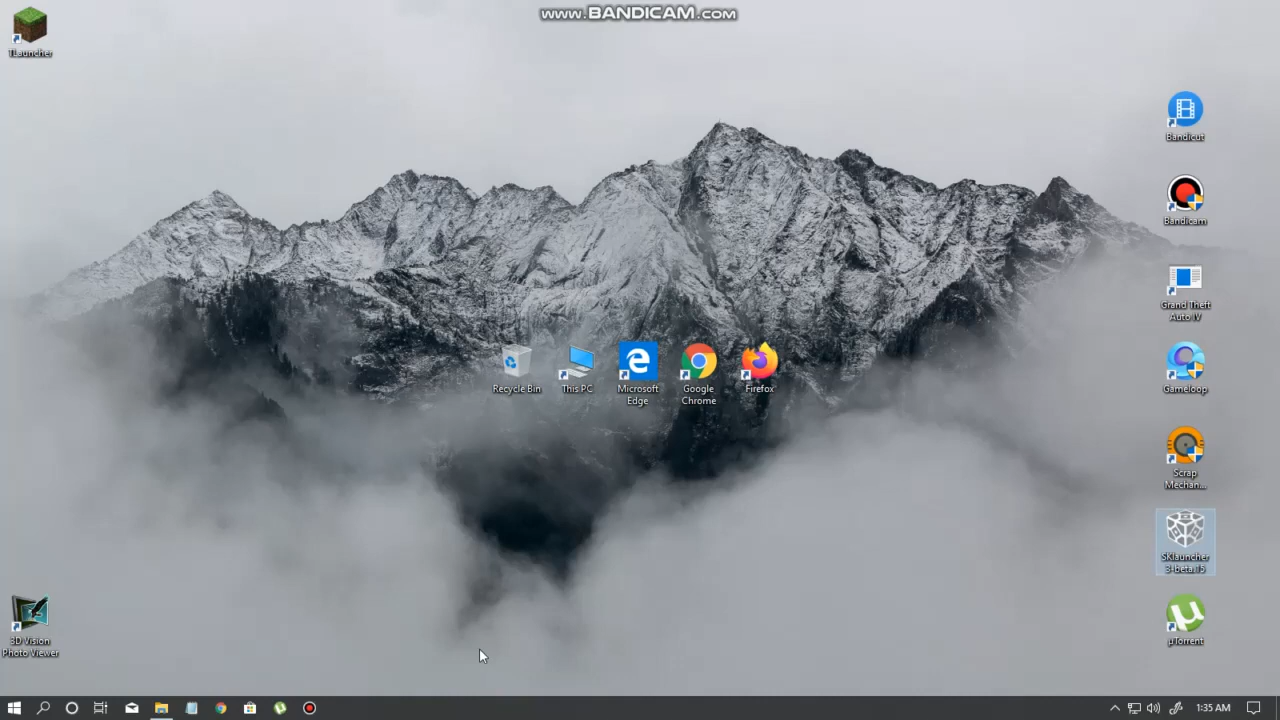 www.BANDICAM.com
TLauncher
Bandicut
Bandicam
Grand Theft
Auto IV
Recycle Bin
This PC
Microsoft
Edge
Google
Chrome
Firefox
Gameloop
Scrap
Mechan...
SKlauncher
3-beta.15
3D Vision
Photo Viewer
µTorrent
1:35 AM